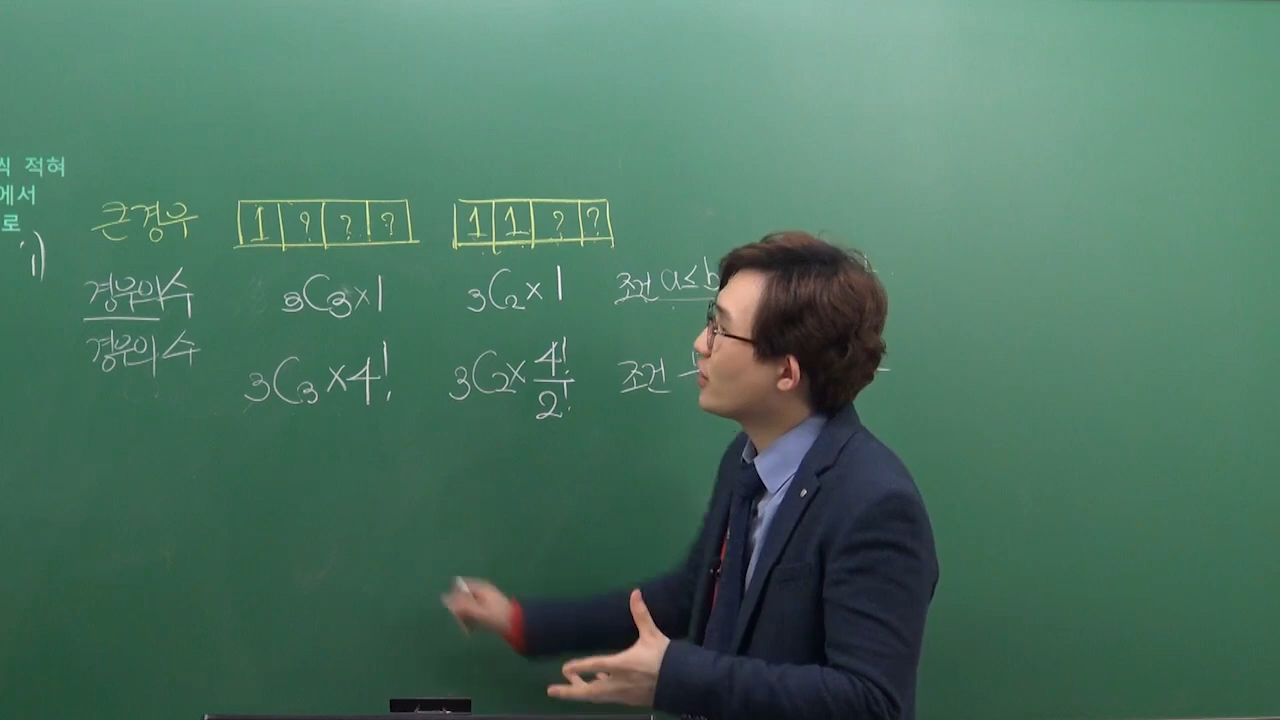 씩 적혀
에서
로
i)
큰경우 1 ? ? ? 1 1 ? ?
경우의 수 ₃C₃×1 ₃C₂×1 조건 a≤b
경우의 수 ₃C₃×4! ₃C₂×4!/2! 조건